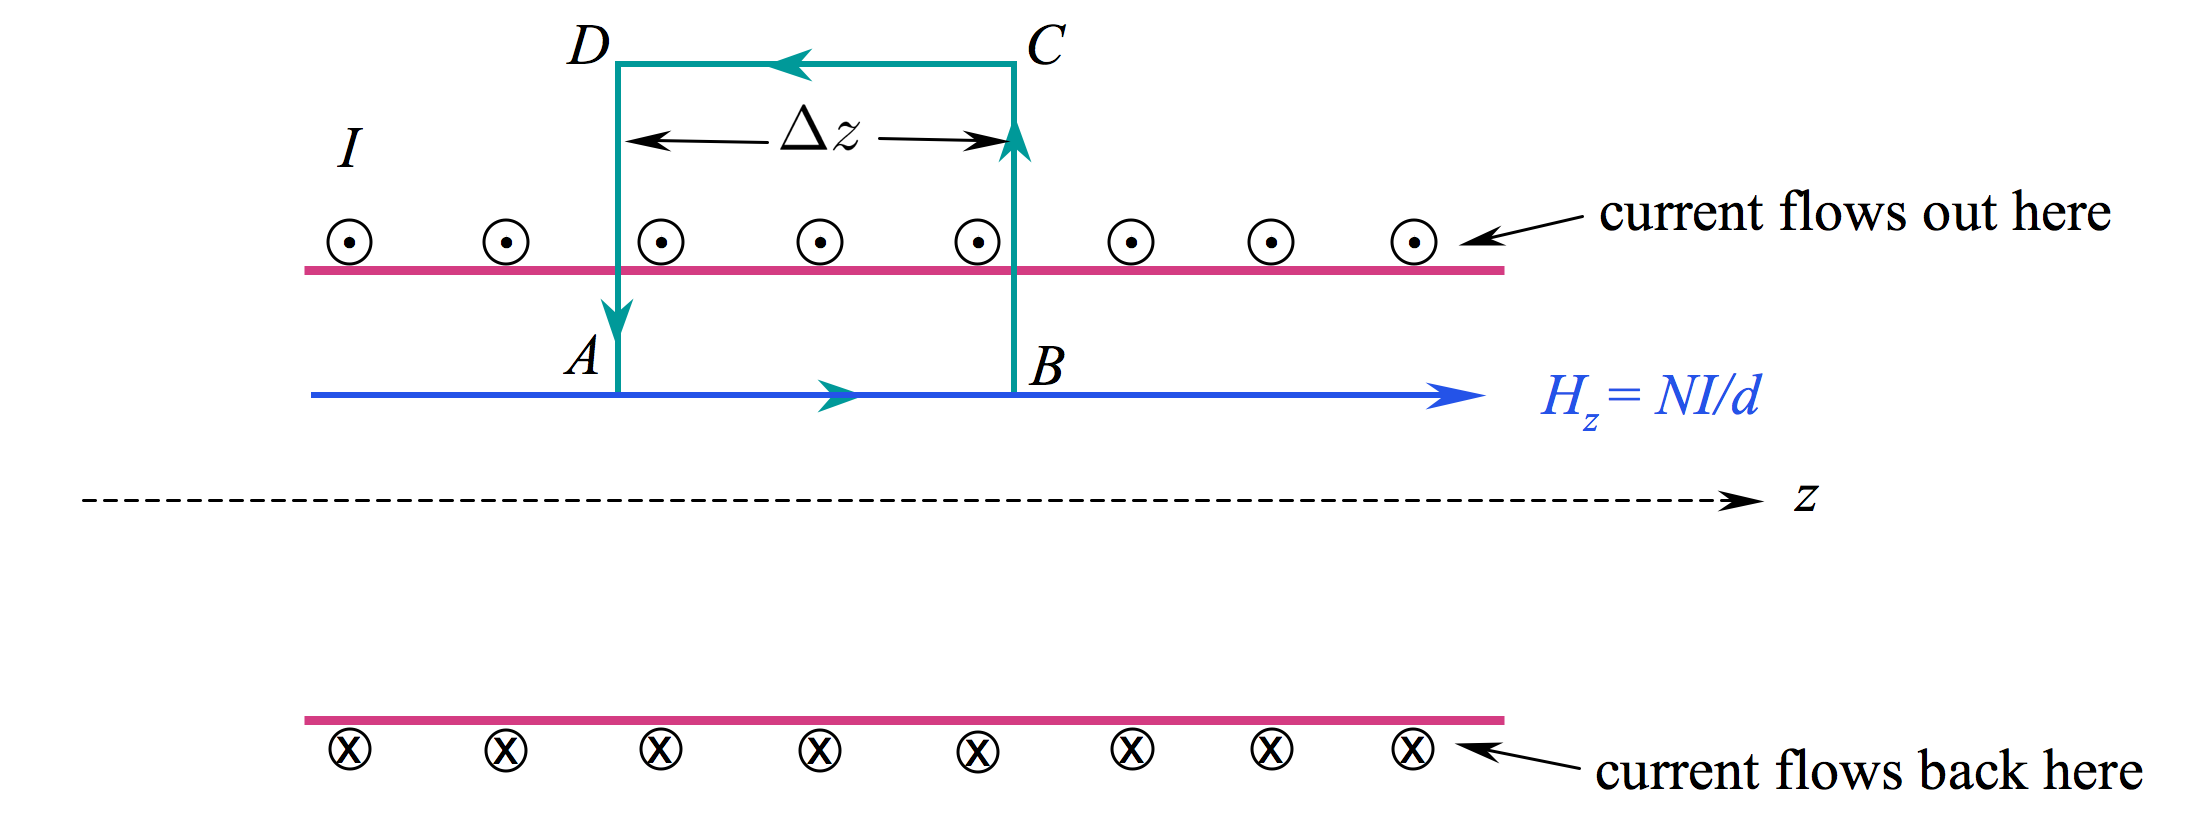 D
C
Δz
I
current flows out here
A
B
H_z = NI/d
z
X X X X X X X X
current flows back here